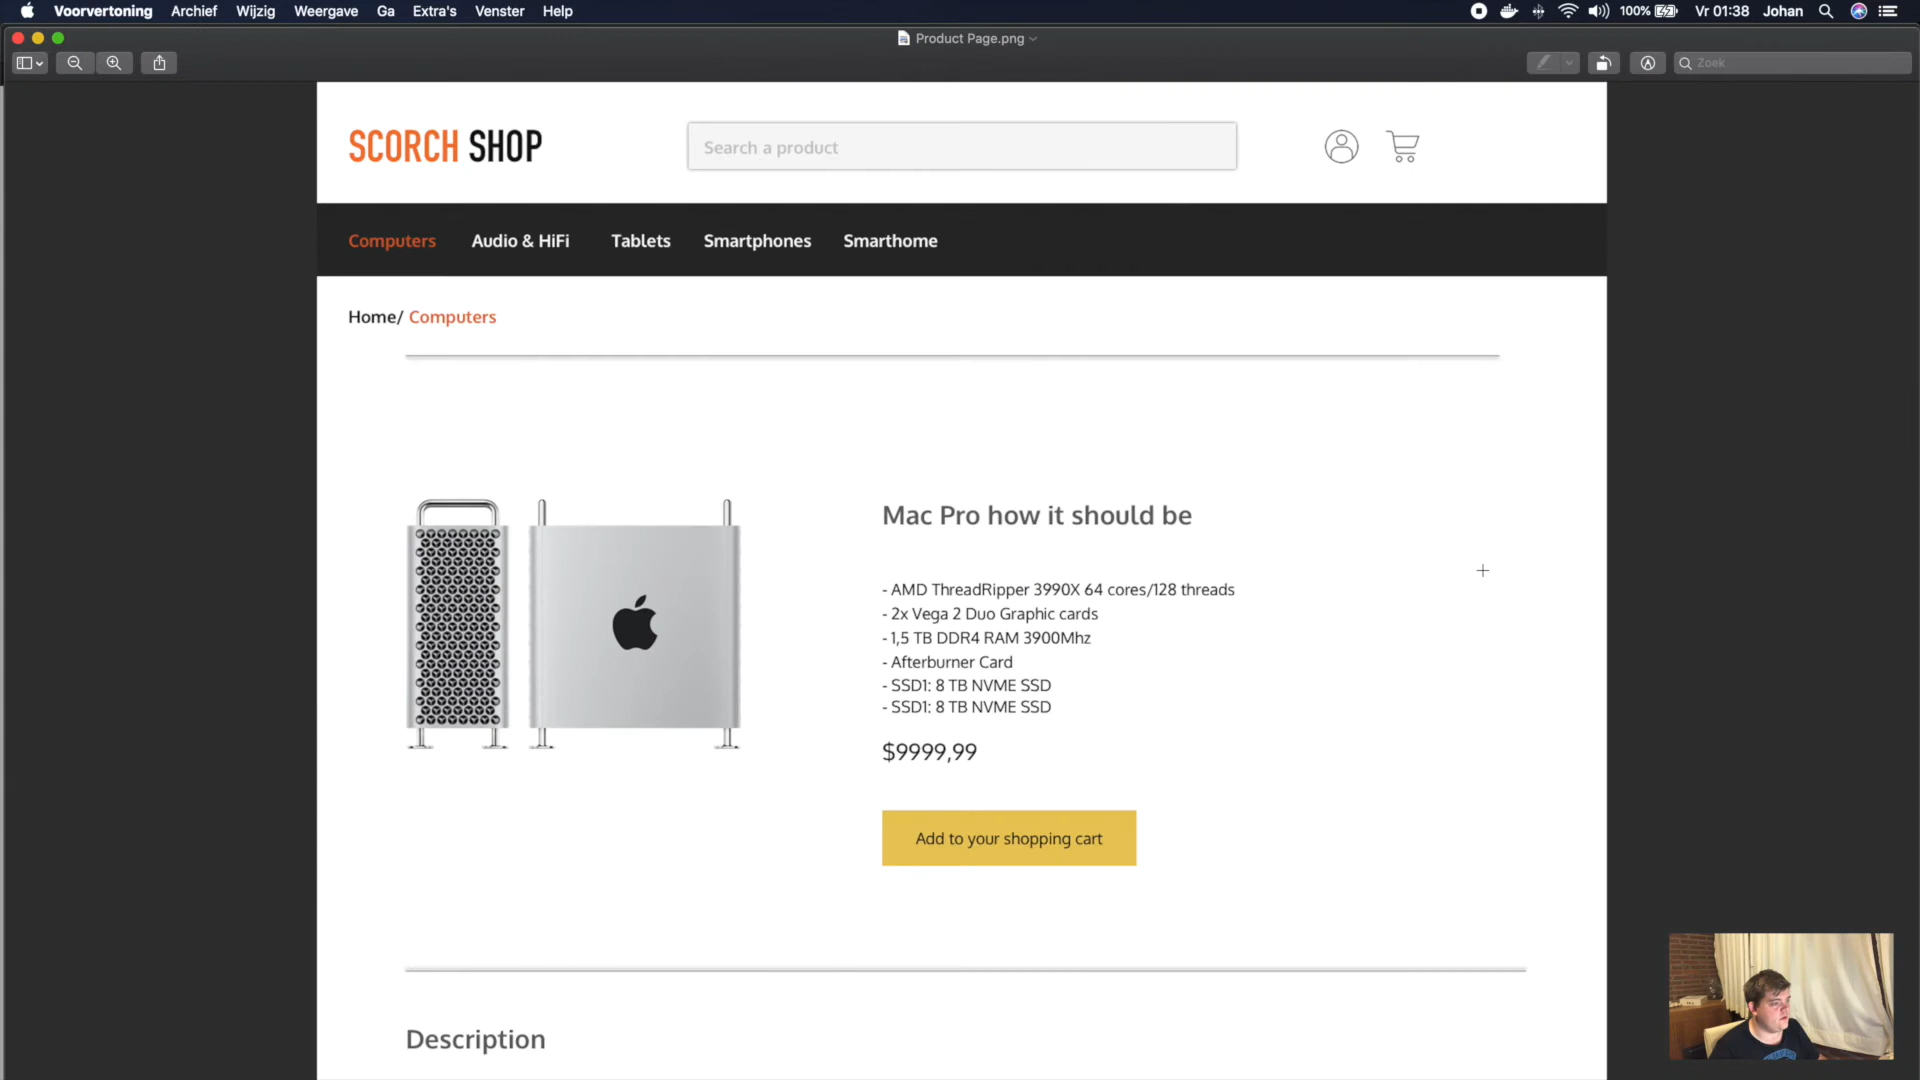 Voorvertoning Archief Wijzig Weergave Ga Extra's Venster Help 100% Vr 01:38 Johan
Product Page.png
Zoek
SCORCH SHOP
Search a product
Computers Audio & HiFi Tablets Smartphones Smarthome
Home/ Computers
Mac Pro how it should be
- AMD ThreadRipper 3990X 64 cores/128 threads
- 2x Vega 2 Duo Graphic cards
- 1,5 TB DDR4 RAM 3900Mhz
- Afterburner Card
- SSD1: 8 TB NVME SSD
- SSD1: 8 TB NVME SSD
$9999,99
Add to your shopping cart
Description